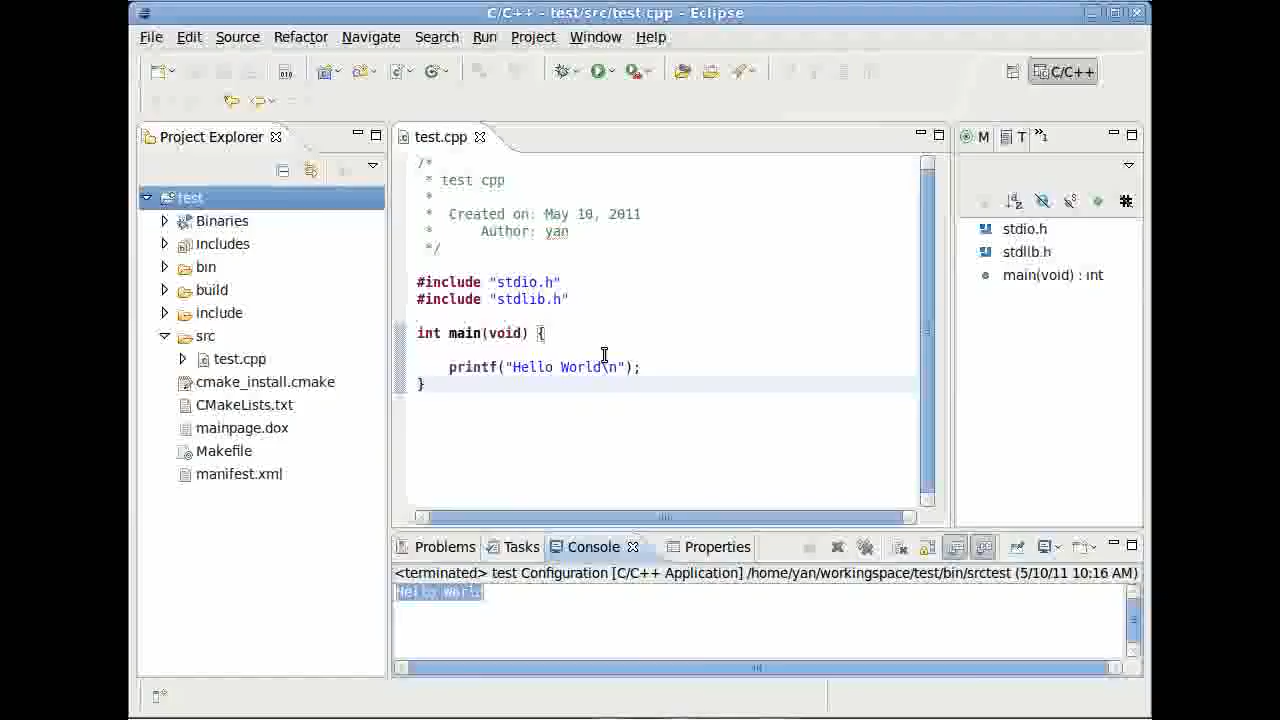 C/C++ - test/src/test.cpp - Eclipse
File Edit Source Refactor Navigate Search Run Project Window Help
C/C++
Project Explorer
test.cpp
M
T
»1
test
Binaries
Includes
bin
build
include
src
test.cpp
cmake_install.cmake
CMakeLists.txt
mainpage.dox
Makefile
manifest.xml
/*
* test cpp
*
* Created on: May 10, 2011
* Author: yan
*/
#include "stdio.h"
#include "stdlib.h"
int main(void) {
printf("Hello World\n");
}
stdio.h
stdlib.h
main(void) : int
Problems Tasks Console Properties
<terminated> test Configuration [C/C++ Application] /home/yan/workingspace/test/bin/srctest (5/10/11 10:16 AM)
Hello World